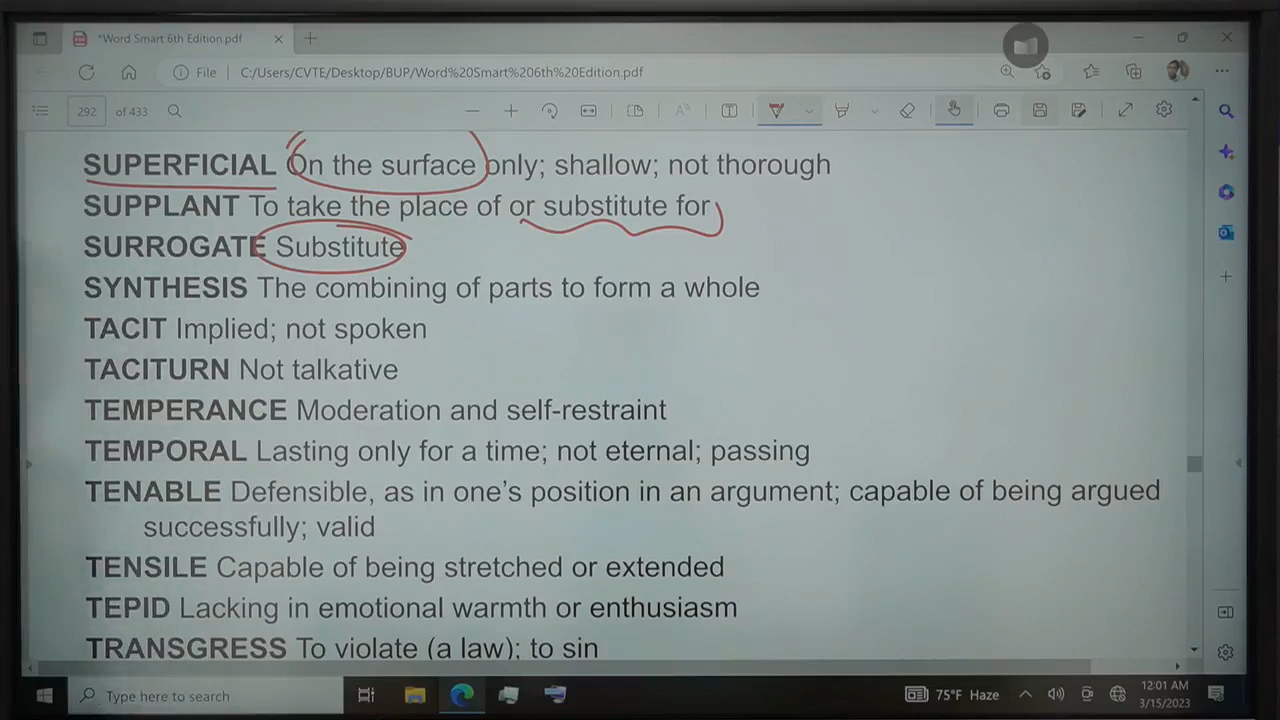 *Word Smart 6th Edition.pdf
File C:/Users/CVTE/Desktop/BUP/Word%20Smart%206th%20Edition.pdf
292 of 433
SUPERFICIAL On the surface only; shallow; not thorough
SUPPLANT To take the place of or substitute for
SURROGATE Substitute
SYNTHESIS The combining of parts to form a whole
TACIT Implied; not spoken
TACITURN Not talkative
TEMPERANCE Moderation and self-restraint
TEMPORAL Lasting only for a time; not eternal; passing
TENABLE Defensible, as in one's position in an argument; capable of being argued
successfully; valid
TENSILE Capable of being stretched or extended
TEPID Lacking in emotional warmth or enthusiasm
TRANSGRESS To violate (a law); to sin
Type here to search
75°F Haze
12:01 AM
3/15/2023